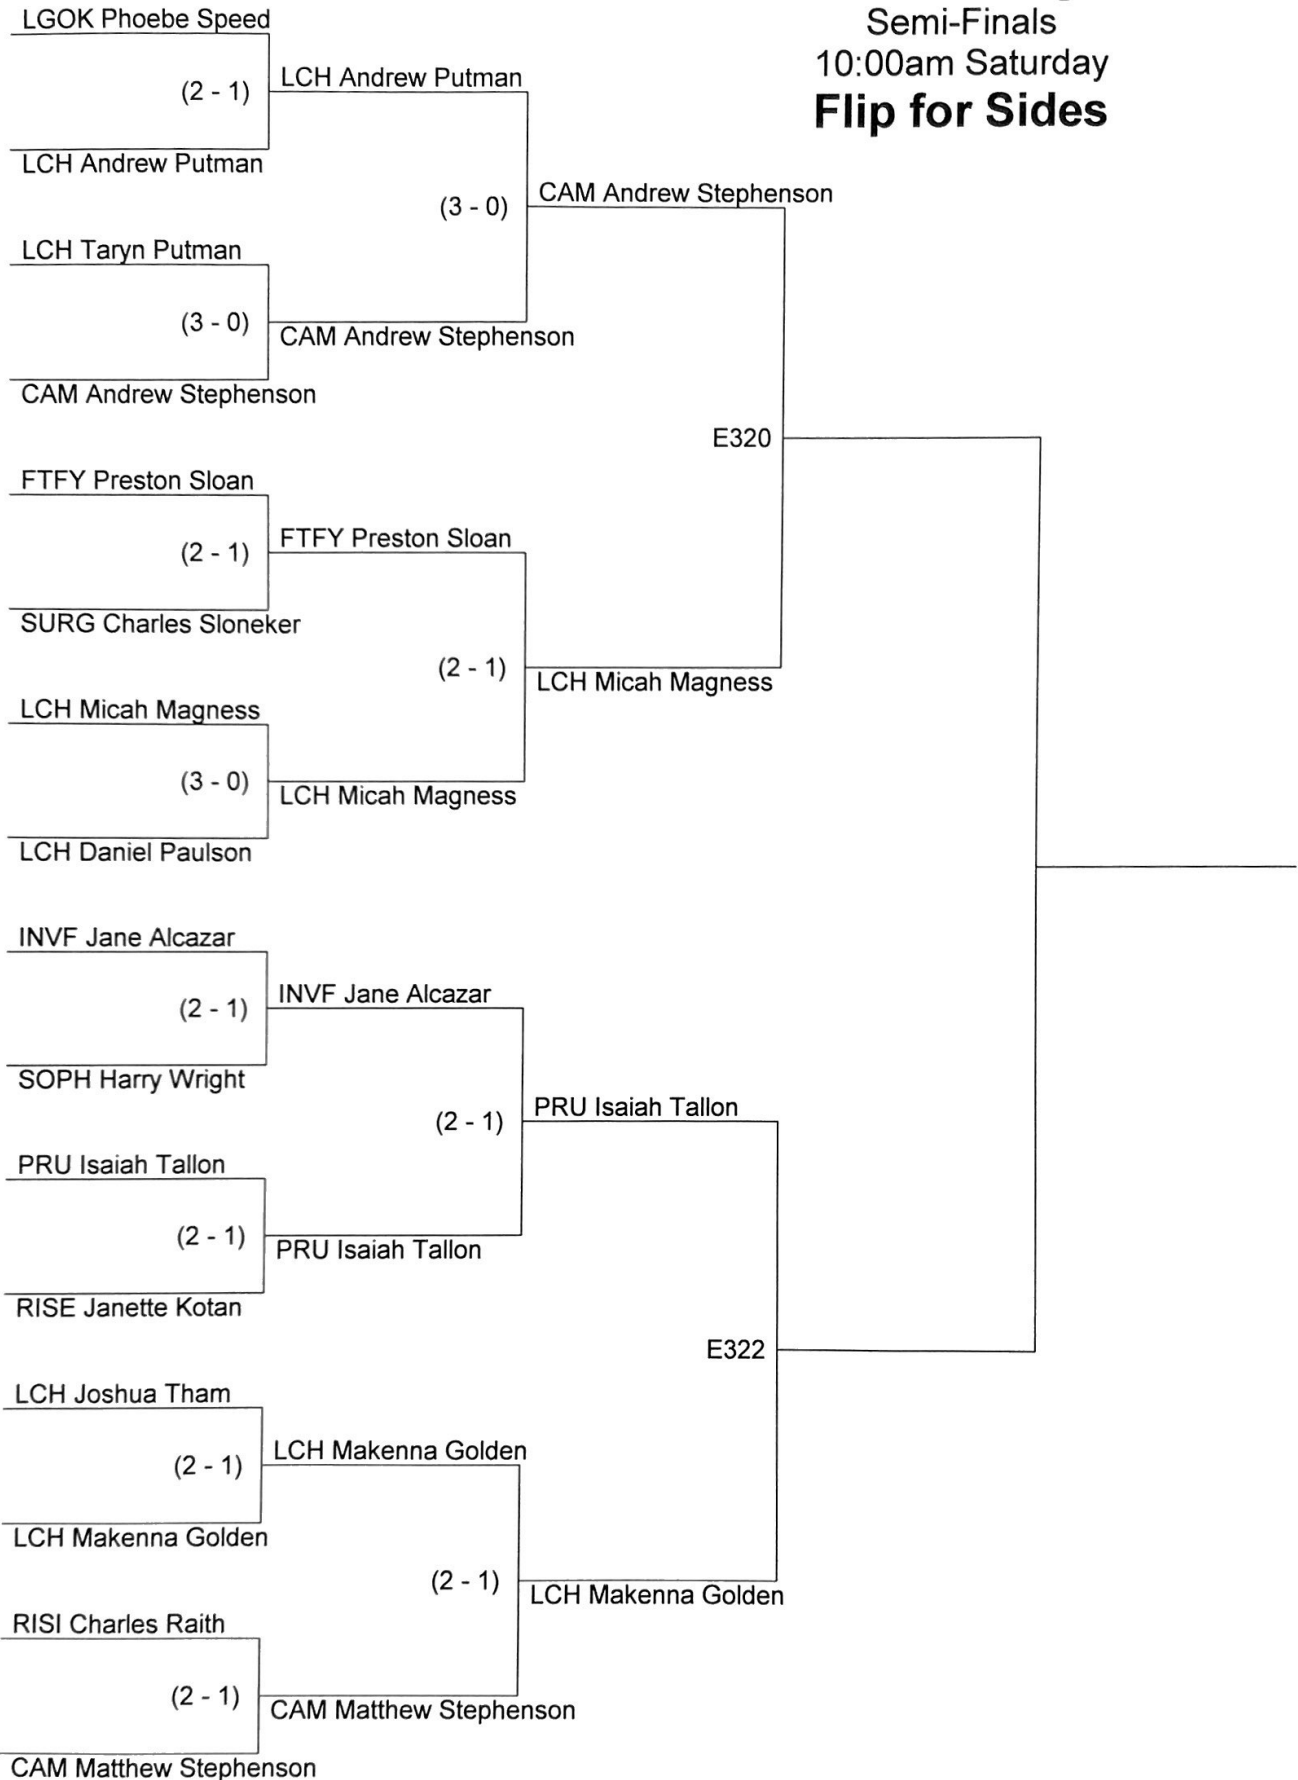 Semi-Finals
10:00am Saturday
Flip for Sides
LGOK Phoebe Speed
(2 - 1)
LCH Andrew Putman
LCH Andrew Putman
(3 - 0)
CAM Andrew Stephenson
LCH Taryn Putman
(3 - 0)
CAM Andrew Stephenson
CAM Andrew Stephenson
E320
FTFY Preston Sloan
(2 - 1)
FTFY Preston Sloan
SURG Charles Sloneker
(2 - 1)
LCH Micah Magness
LCH Micah Magness
(3 - 0)
LCH Micah Magness
LCH Daniel Paulson
INVF Jane Alcazar
(2 - 1)
INVF Jane Alcazar
SOPH Harry Wright
(2 - 1)
PRU Isaiah Tallon
PRU Isaiah Tallon
(2 - 1)
PRU Isaiah Tallon
RISE Janette Kotan
E322
LCH Joshua Tham
(2 - 1)
LCH Makenna Golden
LCH Makenna Golden
(2 - 1)
LCH Makenna Golden
RISI Charles Raith
(2 - 1)
CAM Matthew Stephenson
CAM Matthew Stephenson